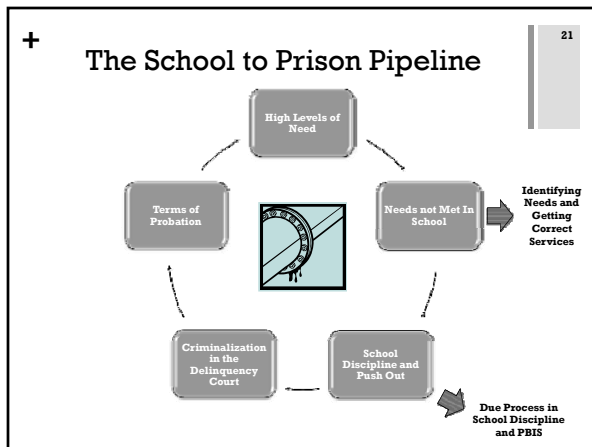 +
21
The School to Prison Pipeline
High Levels of
Need
Needs not Met In
School
Identifying
Needs and
Getting
Correct
Services
School
Discipline and
Push Out
Due Process in
School Discipline
and PBIS
Criminalization
in the
Delinquency
Court
Terms of
Probation